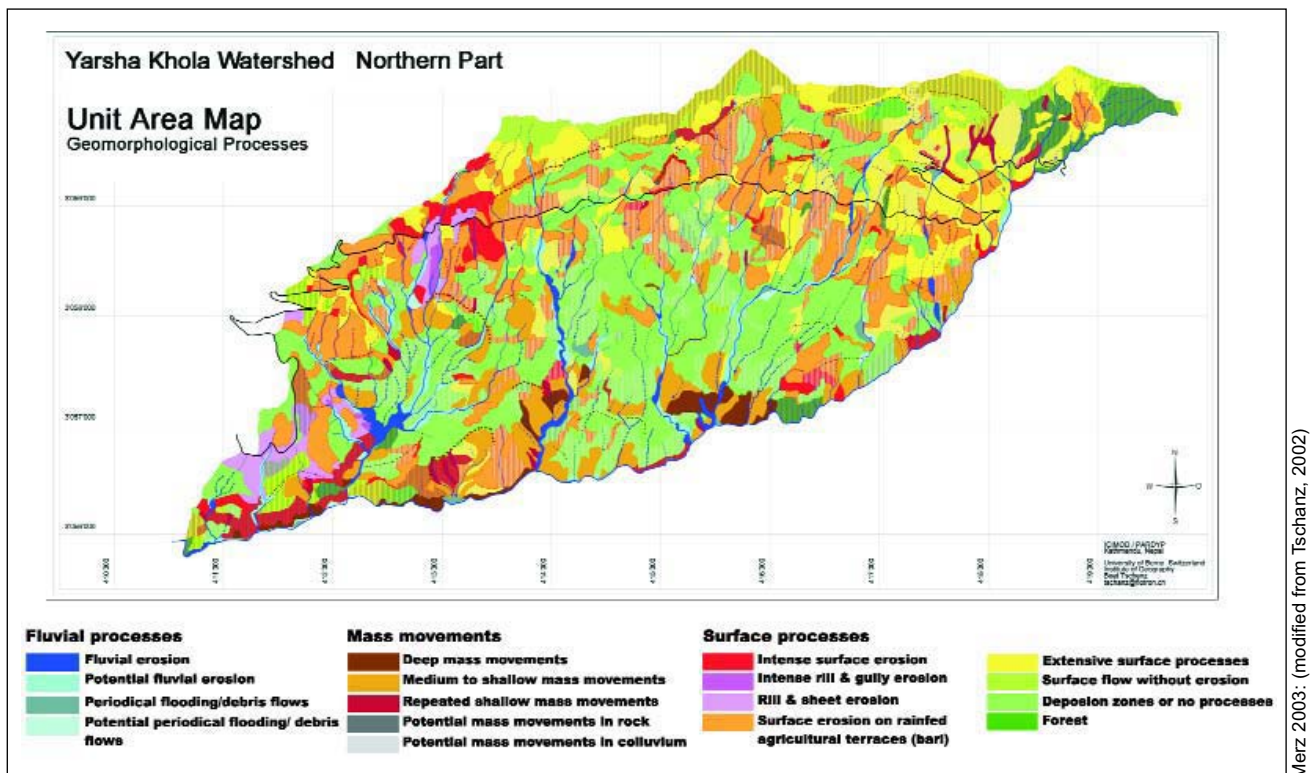 Yarsha Khola Watershed Northern Part
Unit Area Map
Geomorphological Processes
N
W
S
ICIMOD / PARDYP
Kathmandu, Nepal
University of Berne Switzerland
Institute of Geography
Fluvial processes
Fluvial erosion
Potential fluvial erosion
Periodical flooding/debris flows
Potential periodical flooding/ debris
flows
Mass movements
Deep mass movements
Medium to shallow mass movements
Repeated shallow mass movements
Potential mass movements in rock
Potential mass movements in colluvium
Surface processes
Intense surface erosion
Intense rill & gully erosion
Rill & sheet erosion
Surface erosion on rainfed
agricultural terraces (bari)
Extensive surface processes
Surface flow without erosion
Deposion zones or no processes
Forest
Merz 2003: (modified from Tschanz, 2002)